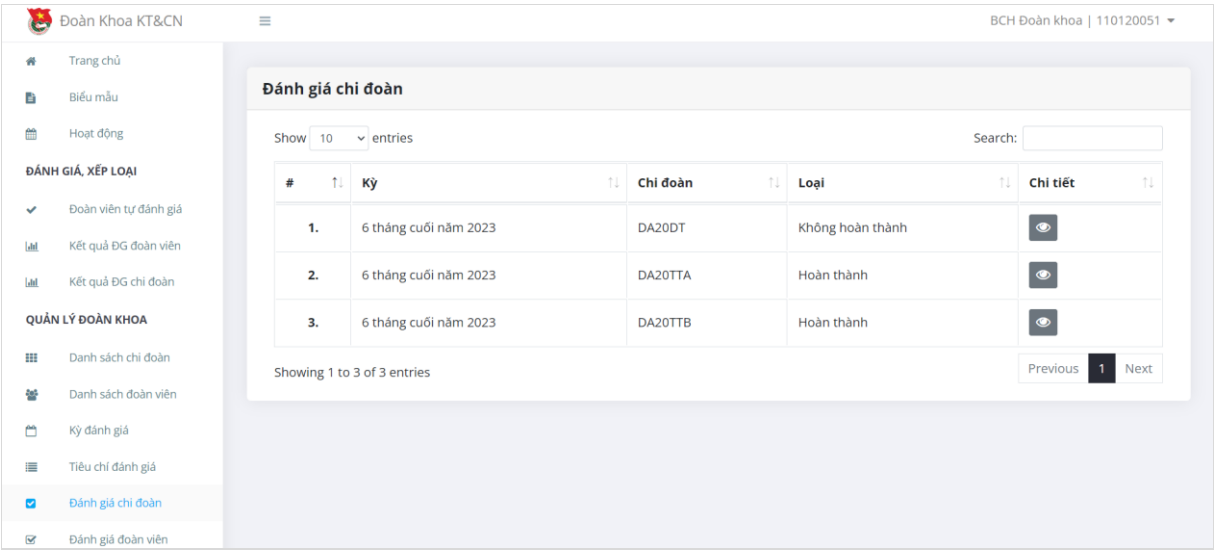 Đoàn Khoa KT&CN
BCH Đoàn khoa | 110120051
Trang chủ
Biểu mẫu
Hoạt động
ĐÁNH GIÁ, XẾP LOẠI
Đoàn viên tự đánh giá
Kết quả ĐG đoàn viên
Kết quả ĐG chi đoàn
QUẢN LÝ ĐOÀN KHOA
Danh sách chi đoàn
Danh sách đoàn viên
Kỳ đánh giá
Tiêu chí đánh giá
Đánh giá chi đoàn
Đánh giá đoàn viên
Đánh giá chi đoàn
Show 10 entries Search:
# Kỳ Chi đoàn Loại Chi tiết
1. 6 tháng cuối năm 2023 DA20DT Không hoàn thành
2. 6 tháng cuối năm 2023 DA20TTA Hoàn thành
3. 6 tháng cuối năm 2023 DA20TTB Hoàn thành
Showing 1 to 3 of 3 entries Previous 1 Next